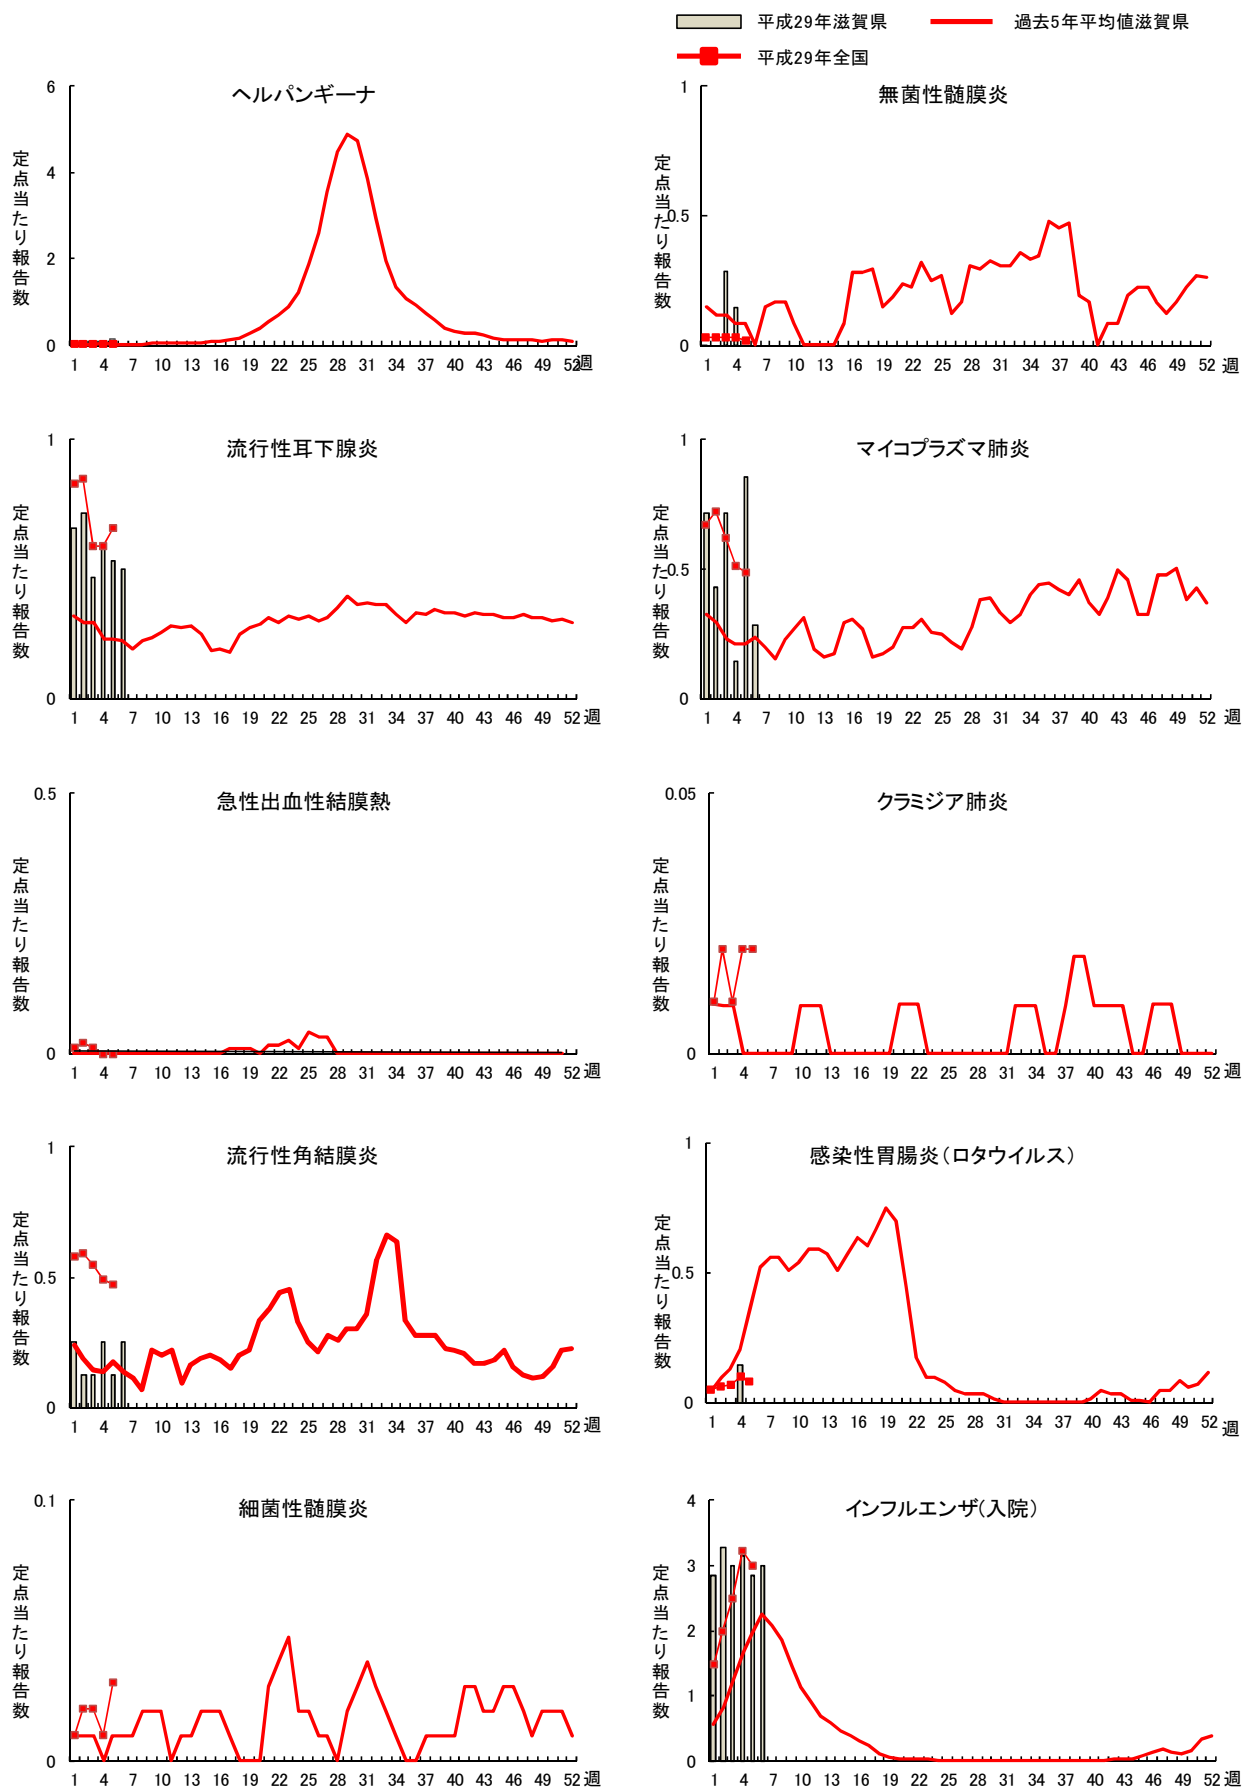 平成29年滋賀県
過去5年平均値滋賀県
平成29年全国
ヘルパンギーナ
定点当たり報告数
6
4
2
0
1 4 7 10 13 16 19 22 25 28 31 34 37 40 43 46 49 52 週
無菌性髄膜炎
定点当たり報告数
1
0.5
0
1 4 7 10 13 16 19 22 25 28 31 34 37 40 43 46 49 52 週
流行性耳下腺炎
定点当たり報告数
1
0
1 4 7 10 13 16 19 22 25 28 31 34 37 40 43 46 49 52 週
マイコプラズマ肺炎
定点当たり報告数
1
0.5
0
1 4 7 10 13 16 19 22 25 28 31 34 37 40 43 46 49 52 週
急性出血性結膜熱
定点当たり報告数
0.5
0
1 4 7 10 13 16 19 22 25 28 31 34 37 40 43 46 49 52 週
クラミジア肺炎
定点当たり報告数
0.05
0
1 4 7 10 13 16 19 22 25 28 31 34 37 40 43 46 49 52 週
流行性角結膜炎
定点当たり報告数
1
0.5
0
1 4 7 10 13 16 19 22 25 28 31 34 37 40 43 46 49 52 週
感染性胃腸炎(ロタウイルス)
定点当たり報告数
1
0.5
0
1 4 7 10 13 16 19 22 25 28 31 34 37 40 43 46 49 52 週
細菌性髄膜炎
定点当たり報告数
0.1
0
1 4 7 10 13 16 19 22 25 28 31 34 37 40 43 46 49 52 週
インフルエンザ(入院)
定点当たり報告数
4
3
2
1
0
1 4 7 10 13 16 19 22 25 28 31 34 37 40 43 46 49 52 週